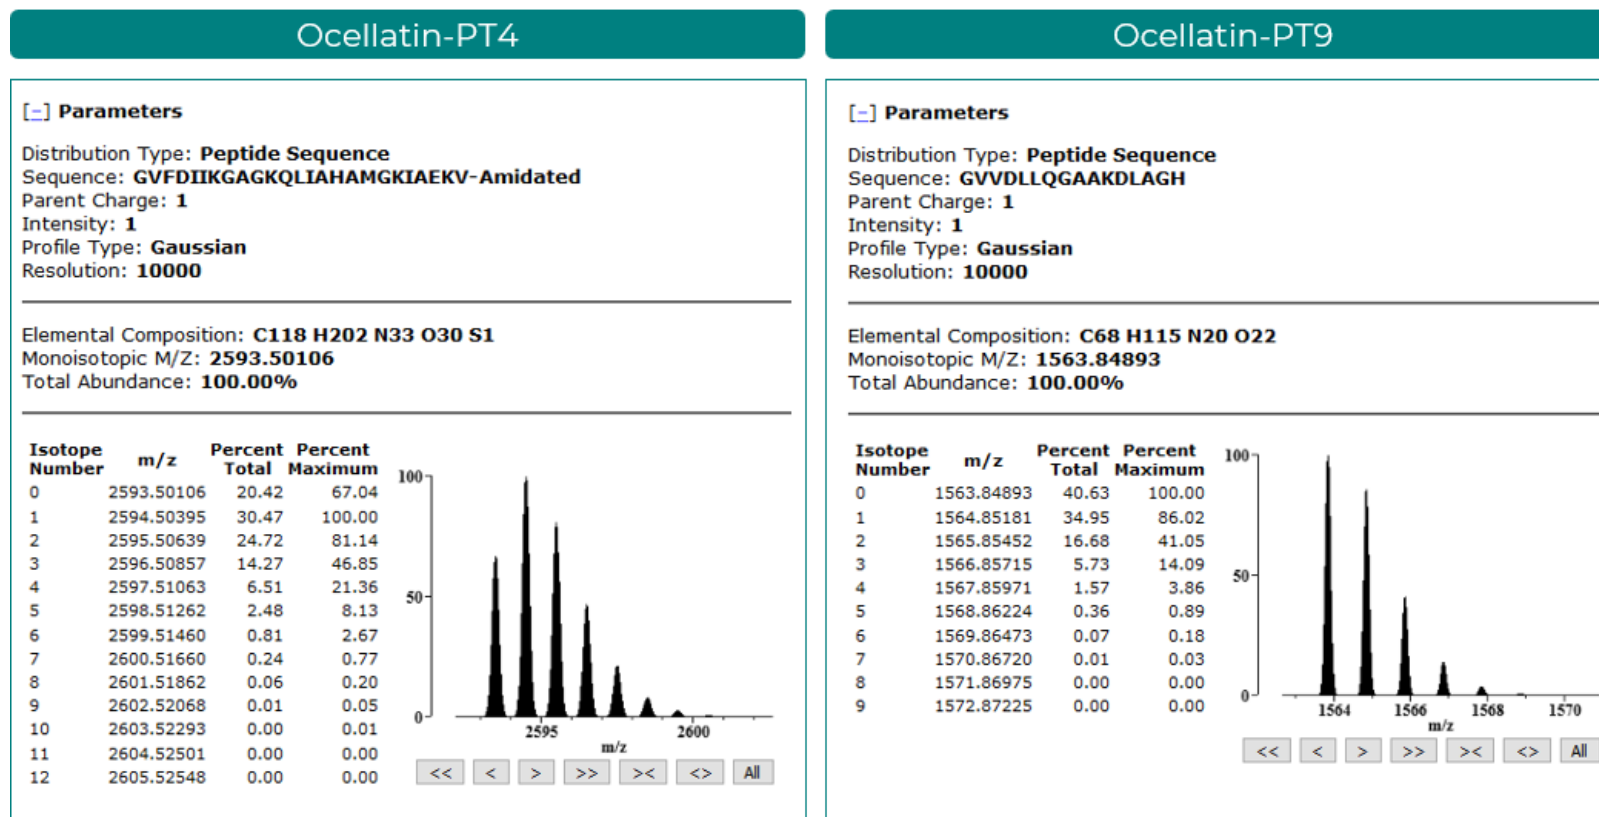 Ocellatin-PT4
[-] Parameters
Distribution Type: Peptide Sequence
Sequence: GVFDIIKGAGKQLIAHAMGKIAEKV-Amidated
Parent Charge: 1
Intensity: 1
Profile Type: Gaussian
Resolution: 10000
Elemental Composition: C118 H202 N33 O30 S1
Monoisotopic M/Z: 2593.50106
Total Abundance: 100.00%
Isotope Number m/z Percent Total Percent Maximum
0 2593.50106 20.42 67.04
1 2594.50395 30.47 100.00
2 2595.50639 24.72 81.14
3 2596.50857 14.27 46.85
4 2597.51063 6.51 21.36
5 2598.51262 2.48 8.13
6 2599.51460 0.81 2.67
7 2600.51660 0.24 0.77
8 2601.51862 0.06 0.20
9 2602.52068 0.01 0.05
10 2603.52293 0.00 0.01
11 2604.52501 0.00 0.00
12 2605.52548 0.00 0.00
100
50
0
2595 2600
m/z
<< < > >> >< <> All
Ocellatin-PT9
[-] Parameters
Distribution Type: Peptide Sequence
Sequence: GVVDLLQGAAKDLAGH
Parent Charge: 1
Intensity: 1
Profile Type: Gaussian
Resolution: 10000
Elemental Composition: C68 H115 N20 O22
Monoisotopic M/Z: 1563.84893
Total Abundance: 100.00%
Isotope Number m/z Percent Total Percent Maximum
0 1563.84893 40.63 100.00
1 1564.85181 34.95 86.02
2 1565.85452 16.68 41.05
3 1566.85715 5.73 14.09
4 1567.85971 1.57 3.86
5 1568.86224 0.36 0.89
6 1569.86473 0.07 0.18
7 1570.86720 0.01 0.03
8 1571.86975 0.00 0.00
9 1572.87225 0.00 0.00
100
50
0
1564 1566 1568 1570
m/z
<< < > >> >< <> All